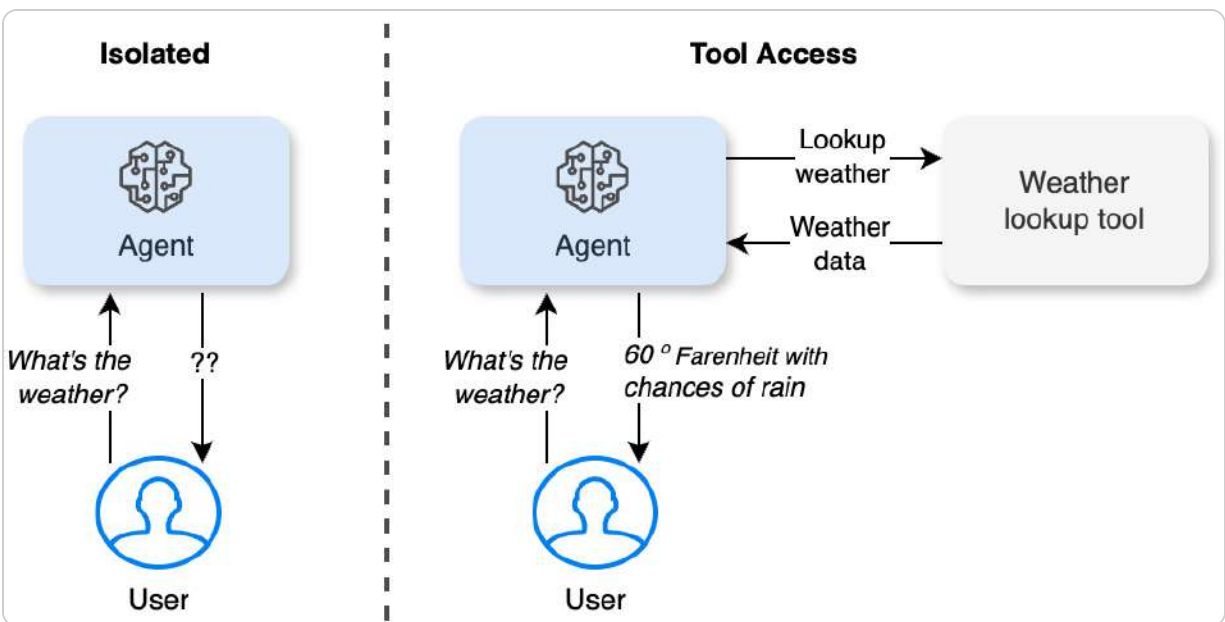 Isolated
Agent
What's the
weather?
??
User
Tool Access
Agent
Lookup
weather
Weather
data
Weather
lookup tool
What's the
weather?
60 ° Farenheit with
chances of rain
User